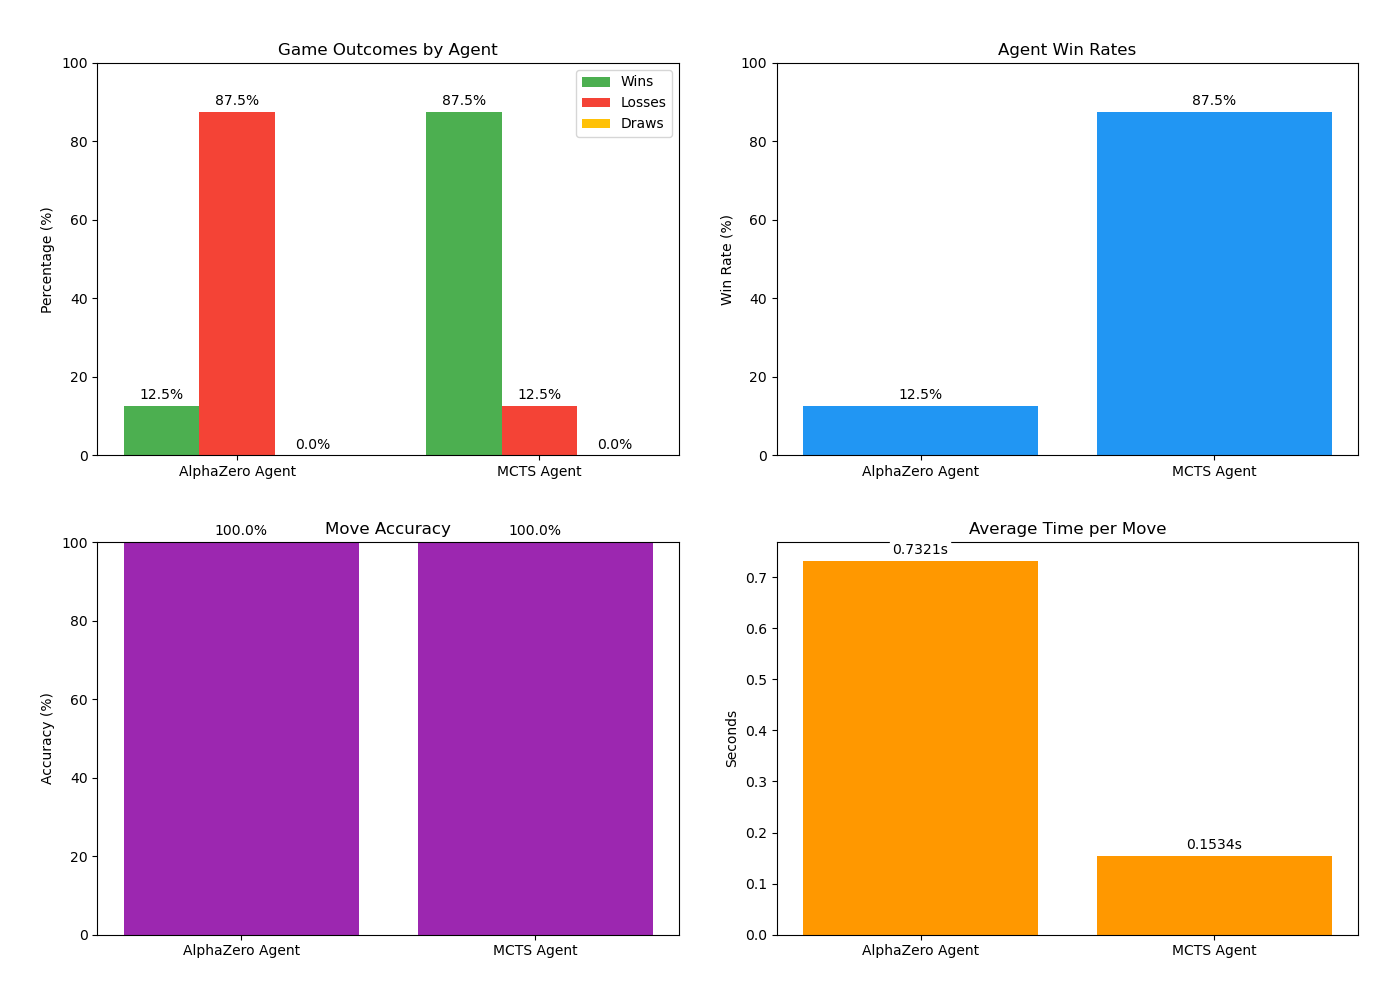 Game Outcomes by Agent
Percentage (%)
100
80
60
40
20
0
12.5%
87.5%
0.0%
87.5%
12.5%
0.0%
Wins
Losses
Draws
AlphaZero Agent
MCTS Agent
Agent Win Rates
Win Rate (%)
100
80
60
40
20
0
12.5%
87.5%
AlphaZero Agent
MCTS Agent
Move Accuracy
Accuracy (%)
100
80
60
40
20
0
100.0%
100.0%
AlphaZero Agent
MCTS Agent
Average Time per Move
Seconds
0.7
0.6
0.5
0.4
0.3
0.2
0.1
0.0
0.7321s
0.1534s
AlphaZero Agent
MCTS Agent